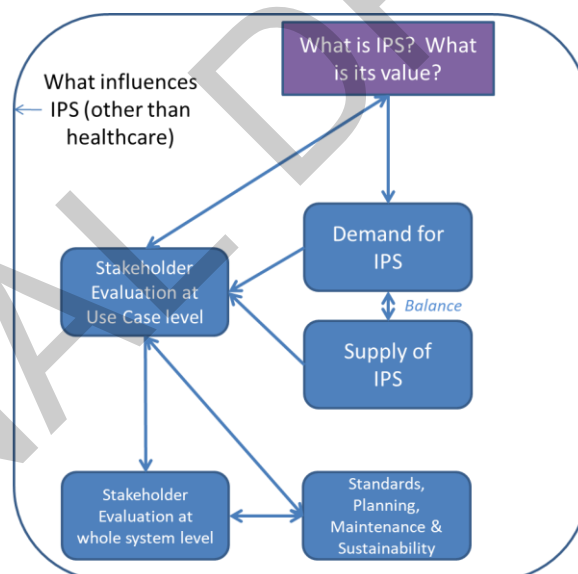 What is IPS? What
is its value?
What influences
IPS (other than
healthcare)
Demand for
IPS
Stakeholder
Evaluation at
Use Case level
Balance
Supply of
IPS
Stakeholder
Evaluation at
whole system level
Standards,
Planning,
Maintenance &
Sustainability